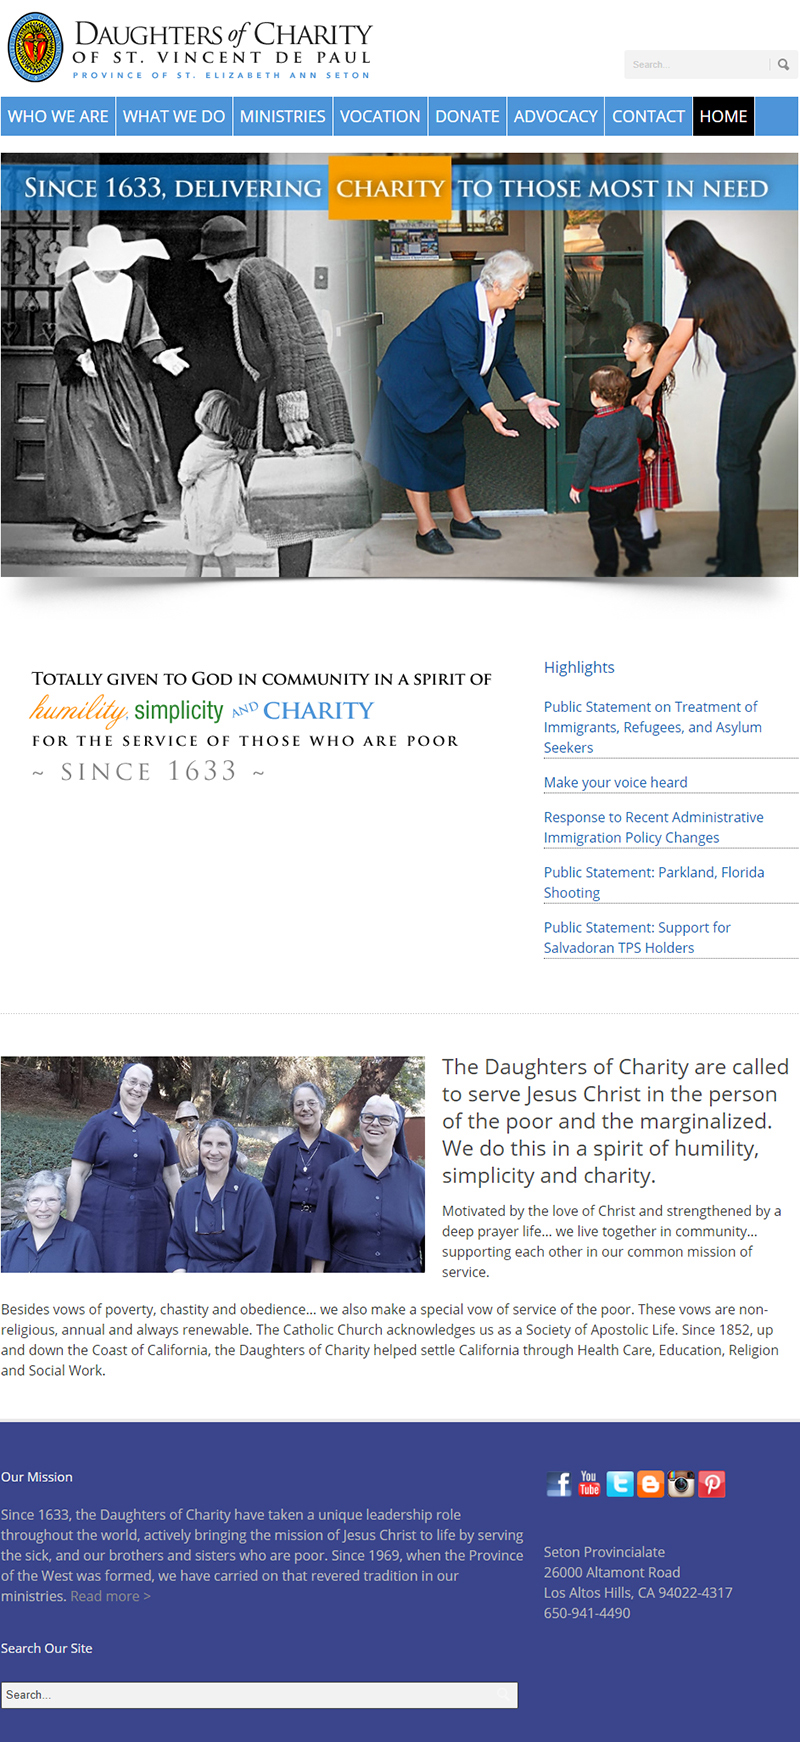 Daughters of Charity
of St. Vincent de Paul
Province of St. Elizabeth Ann Seton
Search...
WHO WE ARE WHAT WE DO MINISTRIES VOCATION DONATE ADVOCACY CONTACT HOME
Since 1633, delivering charity to those most in need
Totally given to God in community in a spirit of
humility, simplicity and charity
for the service of those who are poor
~ since 1633 ~
Highlights
Public Statement on Treatment of
Immigrants, Refugees, and Asylum
Seekers
Make your voice heard
Response to Recent Administrative
Immigration Policy Changes
Public Statement: Parkland, Florida
Shooting
Public Statement: Support for
Salvadoran TPS Holders
The Daughters of Charity are called
to serve Jesus Christ in the person
of the poor and the marginalized.
We do this in a spirit of humility,
simplicity and charity.
Motivated by the love of Christ and strengthened by a
deep prayer life... we live together in community...
supporting each other in our common mission of
service.
Besides vows of poverty, chastity and obedience... we also make a special vow of service of the poor. These vows are non-
religious, annual and always renewable. The Catholic Church acknowledges us as a Society of Apostolic Life. Since 1852, up
and down the Coast of California, the Daughters of Charity helped settle California through Health Care, Education, Religion
and Social Work.
Our Mission
Since 1633, the Daughters of Charity have taken a unique leadership role
throughout the world, actively bringing the mission of Jesus Christ to life by serving
the sick, and our brothers and sisters who are poor. Since 1969, when the Province
of the West was formed, we have carried on that revered tradition in our
ministries. Read more >
Search Our Site
Search...
You
Tube
Seton Provincialate
26000 Altamont Road
Los Altos Hills, CA 94022-4317
650-941-4490